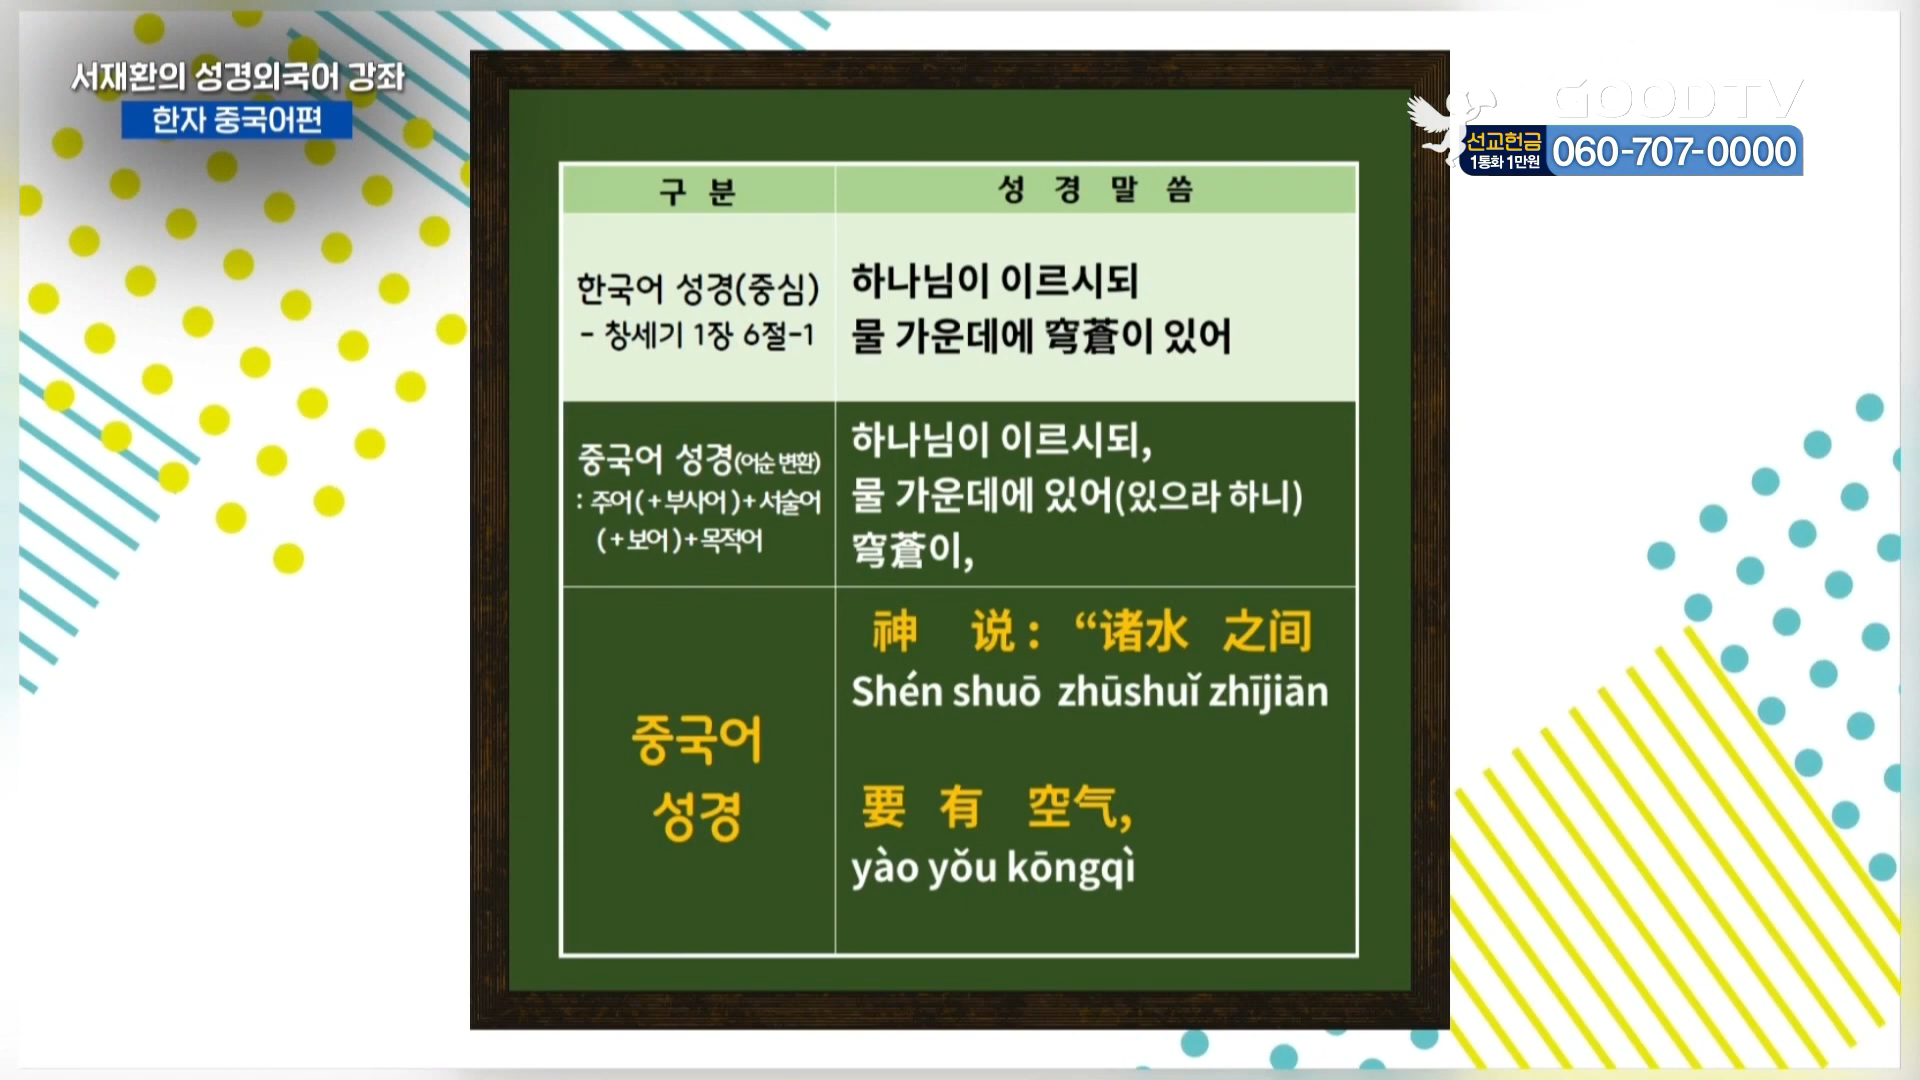 서재환의 성경외국어 강좌
한자 중국어편
GOODTV
선교헌금
1통화 1만원
060-707-0000
구 분
성 경 말 씀
한국어 성경(중심)
- 창세기 1장 6절-1
하나님이 이르시되
물 가운데에 穹蒼이 있어
중국어 성경(어순 변환)
: 주어 ( + 부사어 ) + 서술어
( + 보어 ) + 목적어
하나님이 이르시되,
물 가운데에 있어(있으라 하니)
穹蒼이,
중국어
성경
神 说 : “诸水 之间
Shén shuō zhūshuǐ zhījiān
要 有 空气,
yào yǒu kōngqì